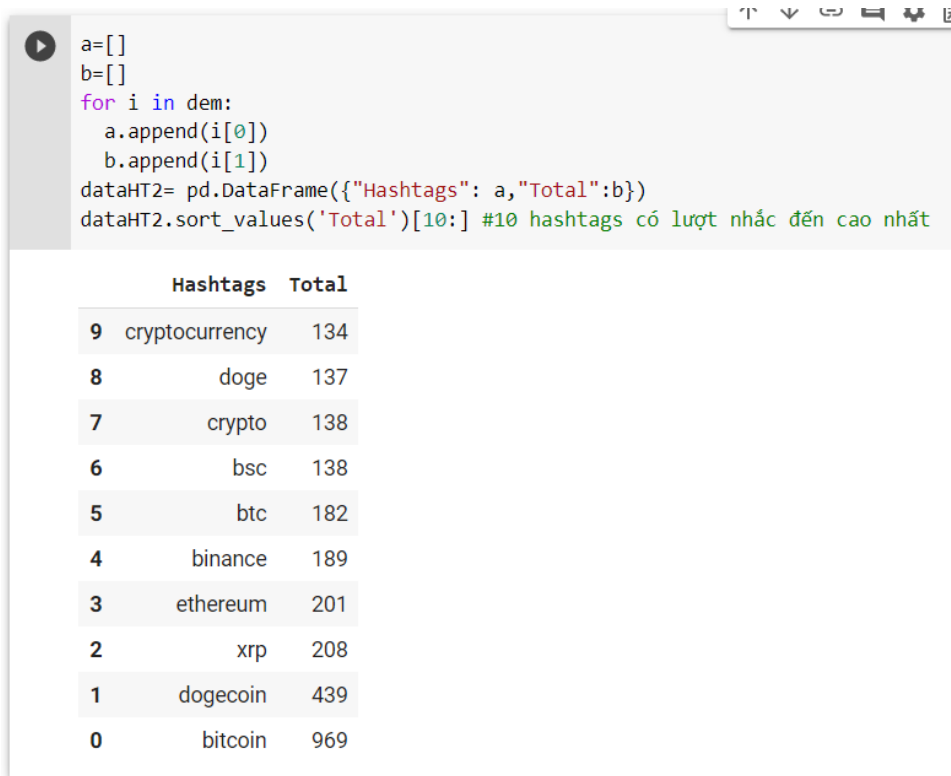 a=[]
b=[]
for i in dem:
  a.append(i[0])
  b.append(i[1])
dataHT2= pd.DataFrame({"Hashtags": a,"Total":b})
dataHT2.sort_values('Total')[10:] #10 hashtags có lượt nhắc đến cao nhất
Hashtags Total
9 cryptocurrency 134
8 doge 137
7 crypto 138
6 bsc 138
5 btc 182
4 binance 189
3 ethereum 201
2 xrp 208
1 dogecoin 439
0 bitcoin 969